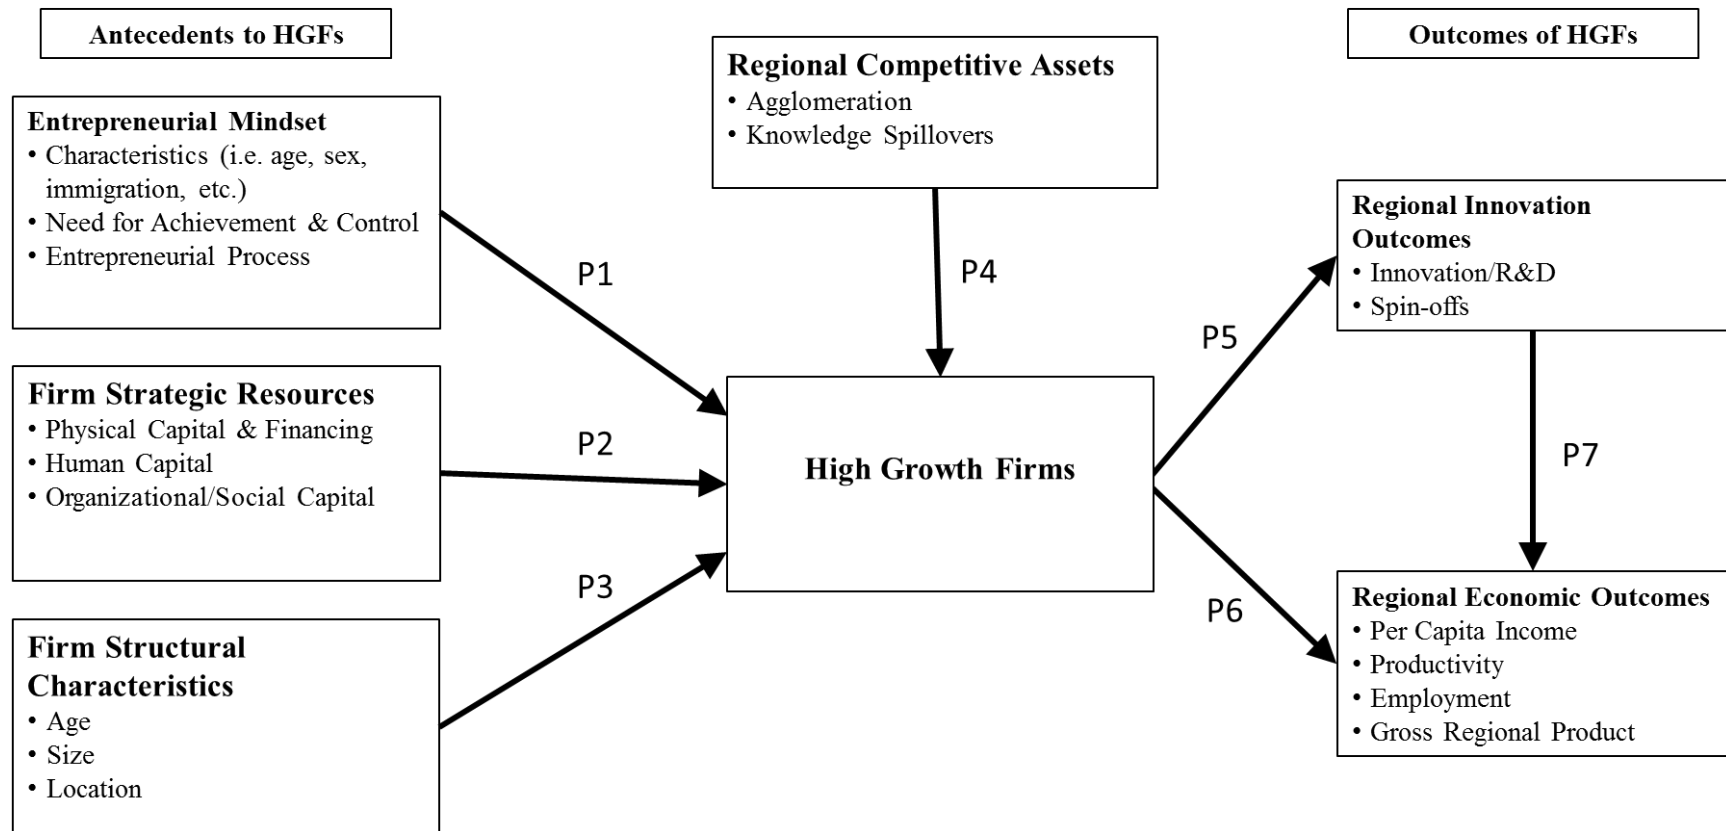 Antecedents to HGFs
Entrepreneurial Mindset
• Characteristics (i.e. age, sex,
immigration, etc.)
• Need for Achievement & Control
• Entrepreneurial Process
Firm Strategic Resources
• Physical Capital & Financing
• Human Capital
• Organizational/Social Capital
Firm Structural
Characteristics
• Age
• Size
• Location
P1
P2
P3
Regional Competitive Assets
• Agglomeration
• Knowledge Spillovers
P4
High Growth Firms
P5
P6
Outcomes of HGFs
Regional Innovation
Outcomes
• Innovation/R&D
• Spin-offs
P7
Regional Economic Outcomes
• Per Capita Income
• Productivity
• Employment
• Gross Regional Product